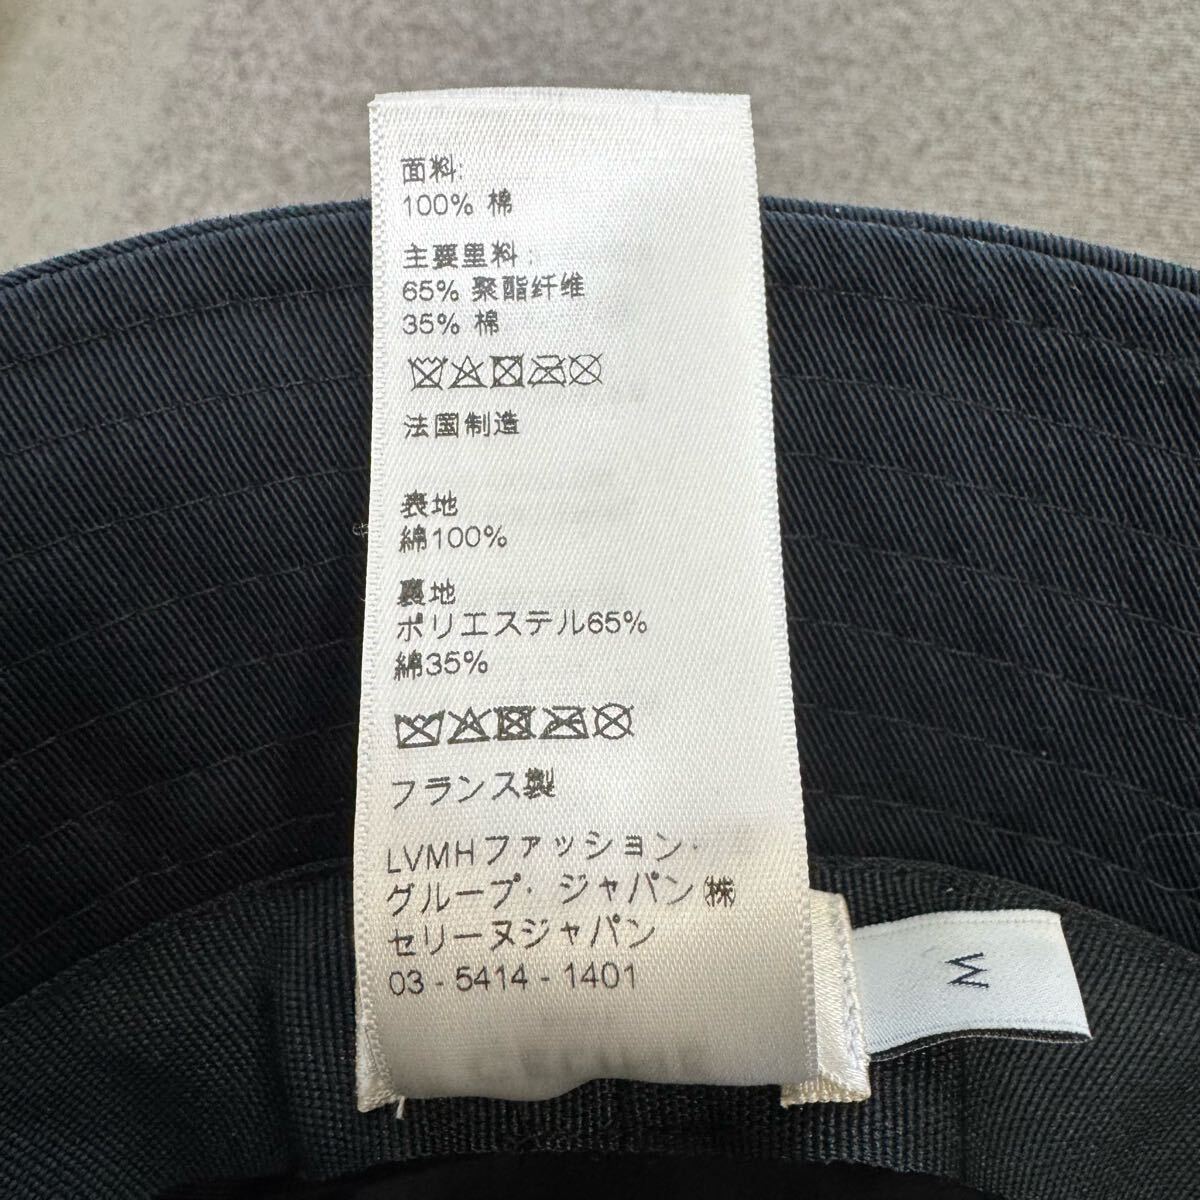 面料:
100% 棉
主要里料:
65% 聚酯纤维
35% 棉
法国制造
表地
綿100%
裏地
ポリエステル65%
綿35%
フランス製
LVMHファッション・
グループ・ジャパン㈱
セリーヌジャパン
03 - 5414 - 1401
M